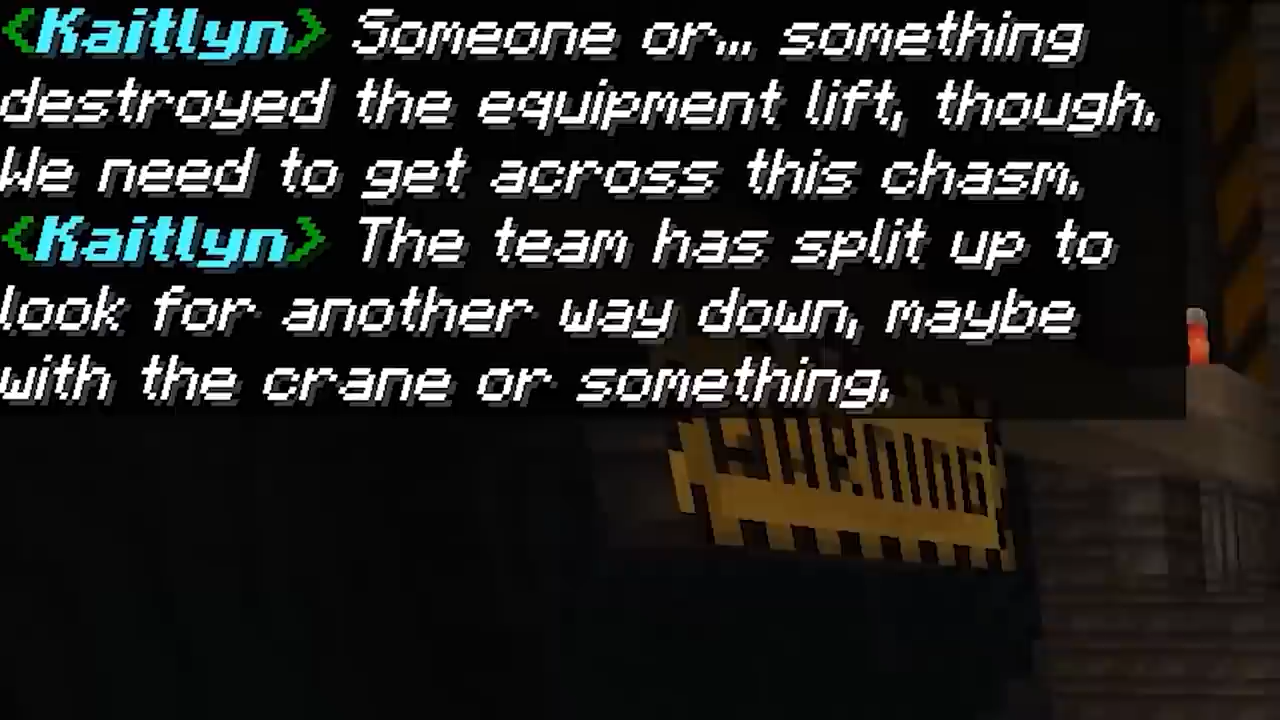 <Kaitlyn> Someone or... something
destroyed the equipment lift, though.
We need to get across this chasm.
<Kaitlyn> The team has split up to
look for another way down, maybe
with the crane or something.
WARNING